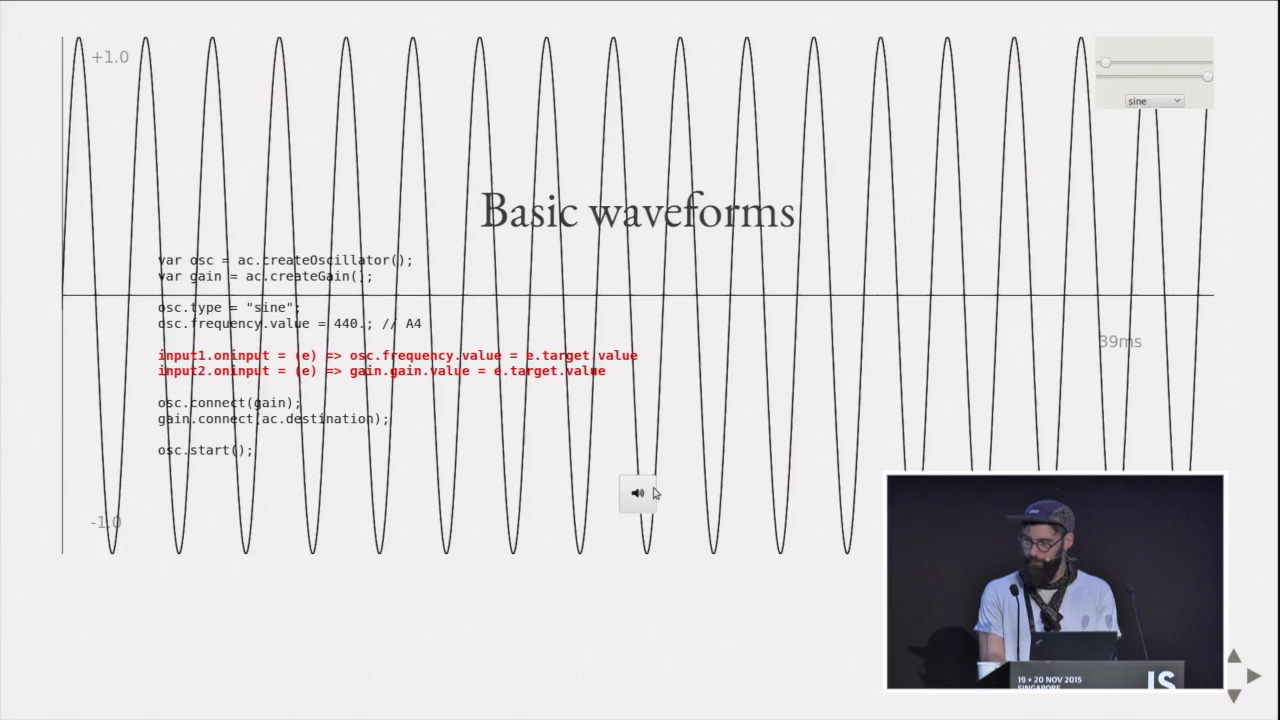 +1.0
sine
Basic waveforms
var osc = ac.createOscillator();
var gain = ac.createGain();
osc.type = "sine";
osc.frequency.value = 440.; // A4
39ms
input1.oninput = (e) => osc.frequency.value = e.target.value
input2.oninput = (e) => gain.gain.value = e.target.value
osc.connect(gain);
gain.connect(ac.destination);
osc.start();
-1.0
19 + 20 NOV 2015
SINGAPORE
JS